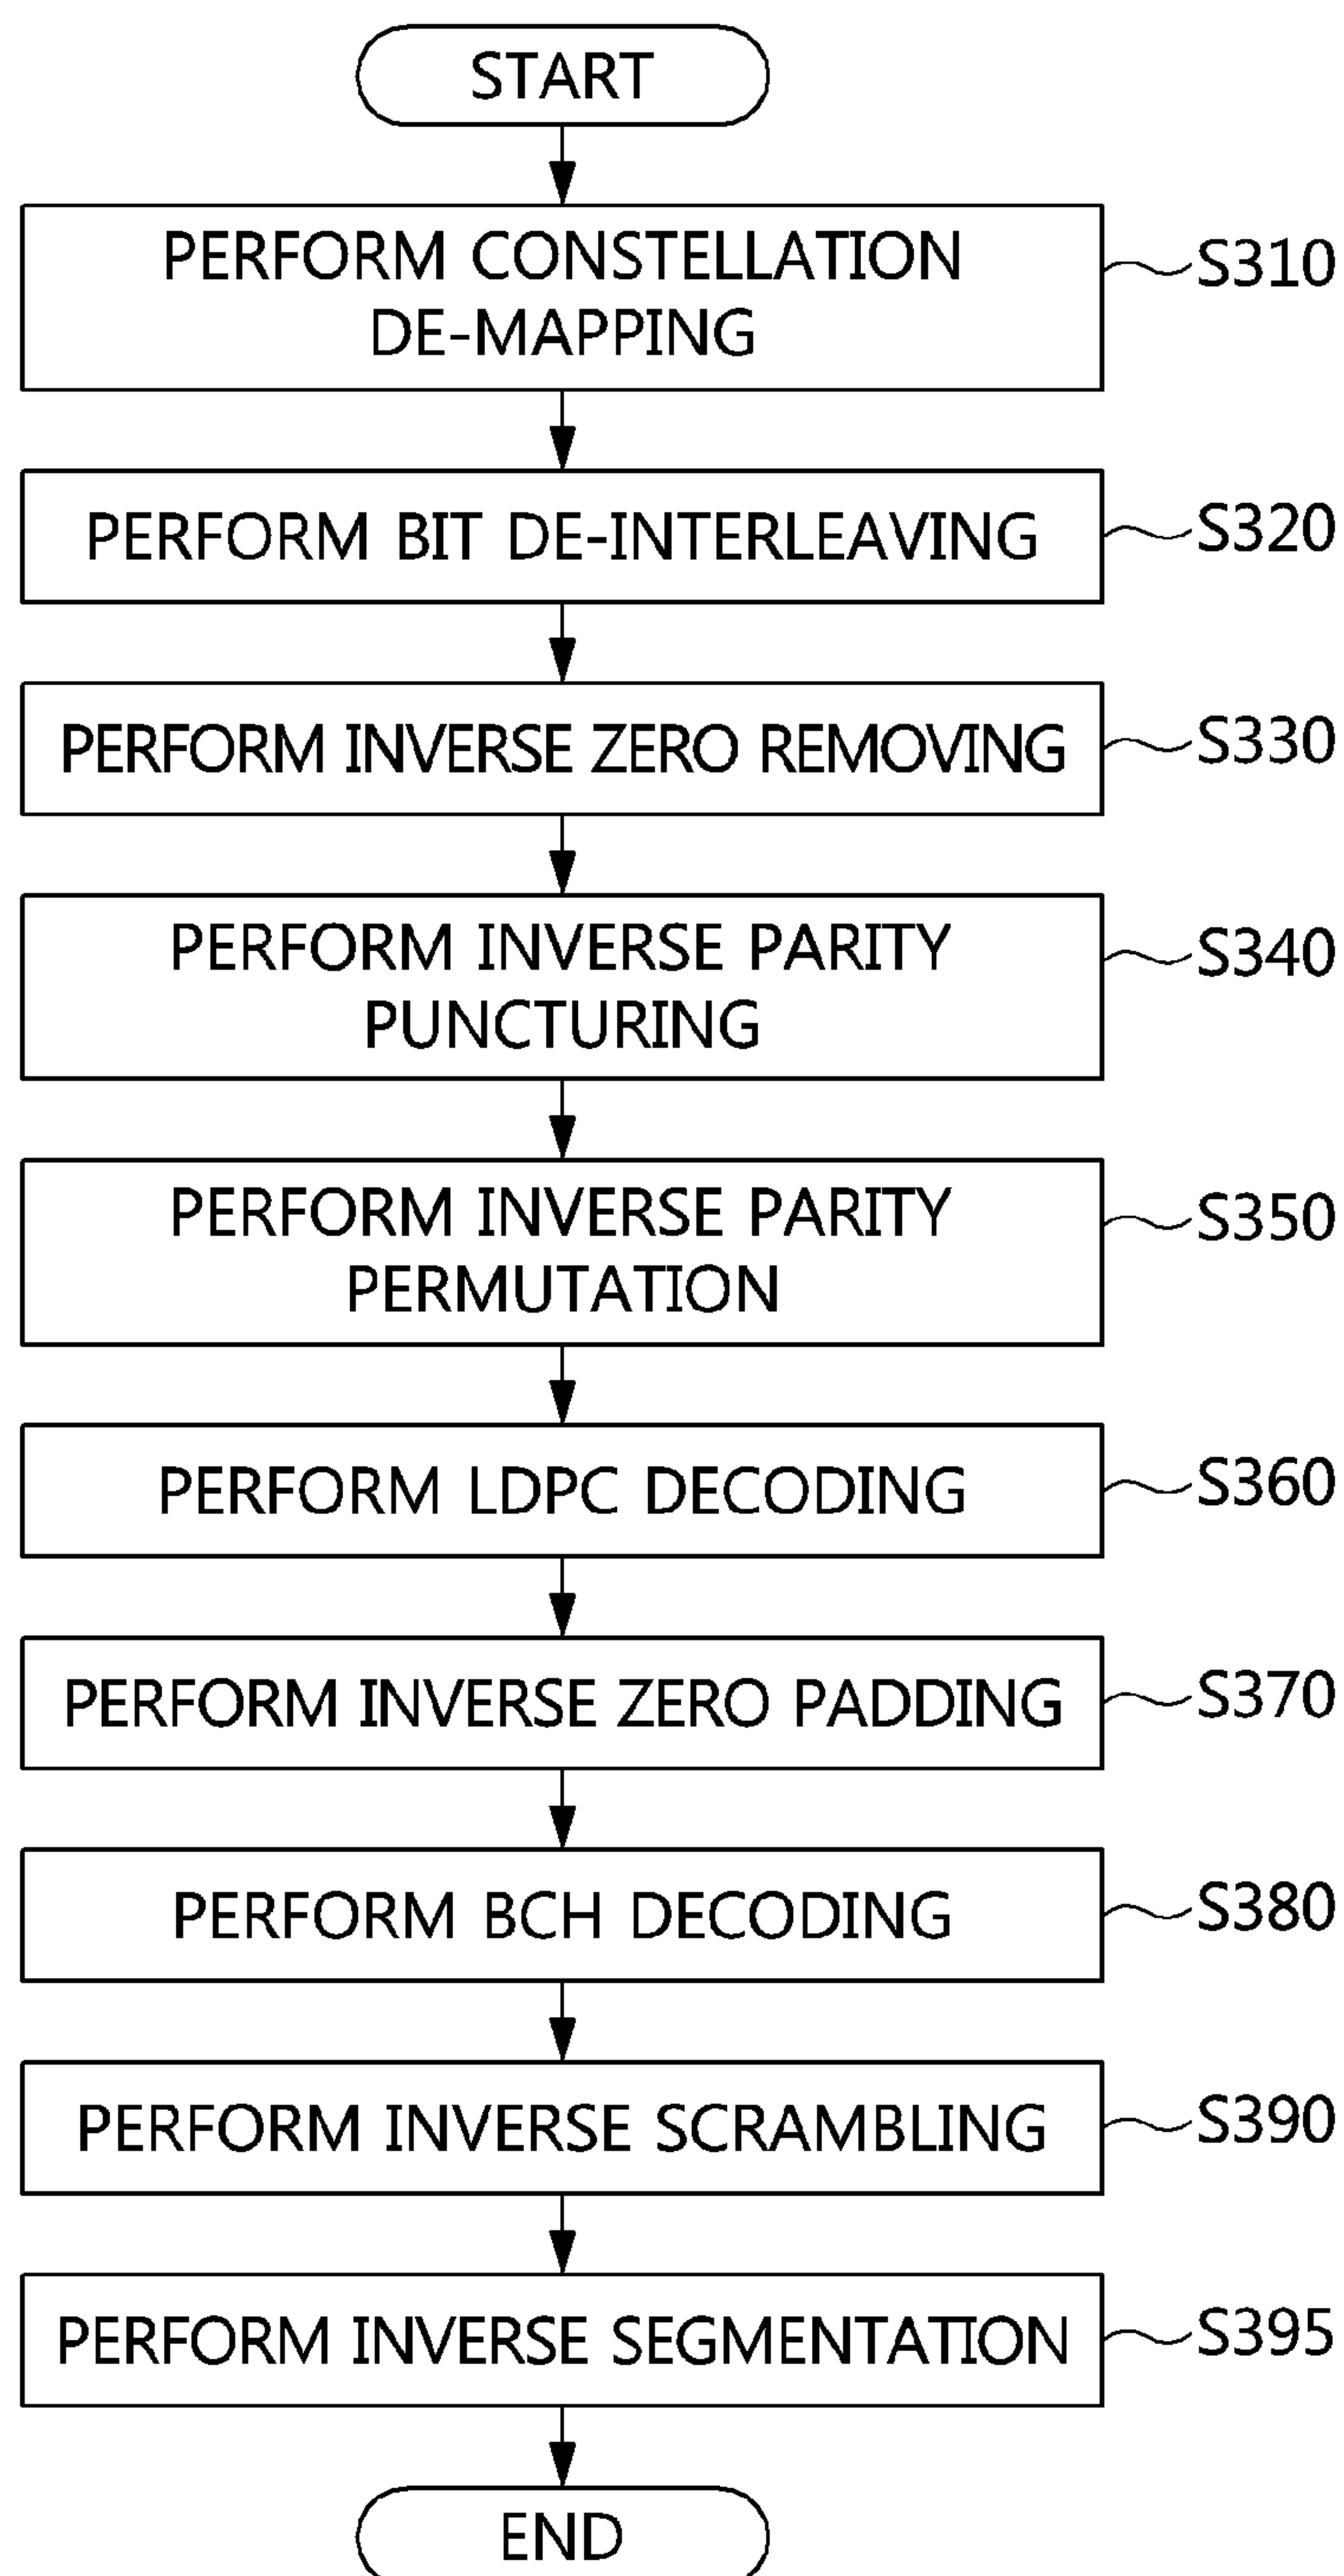 START
PERFORM CONSTELLATION
DE-MAPPING
S310
PERFORM BIT DE-INTERLEAVING
S320
PERFORM INVERSE ZERO REMOVING
S330
PERFORM INVERSE PARITY
PUNCTURING
S340
PERFORM INVERSE PARITY
PERMUTATION
S350
PERFORM LDPC DECODING
S360
PERFORM INVERSE ZERO PADDING
S370
PERFORM BCH DECODING
S380
PERFORM INVERSE SCRAMBLING
S390
PERFORM INVERSE SEGMENTATION
S395
END